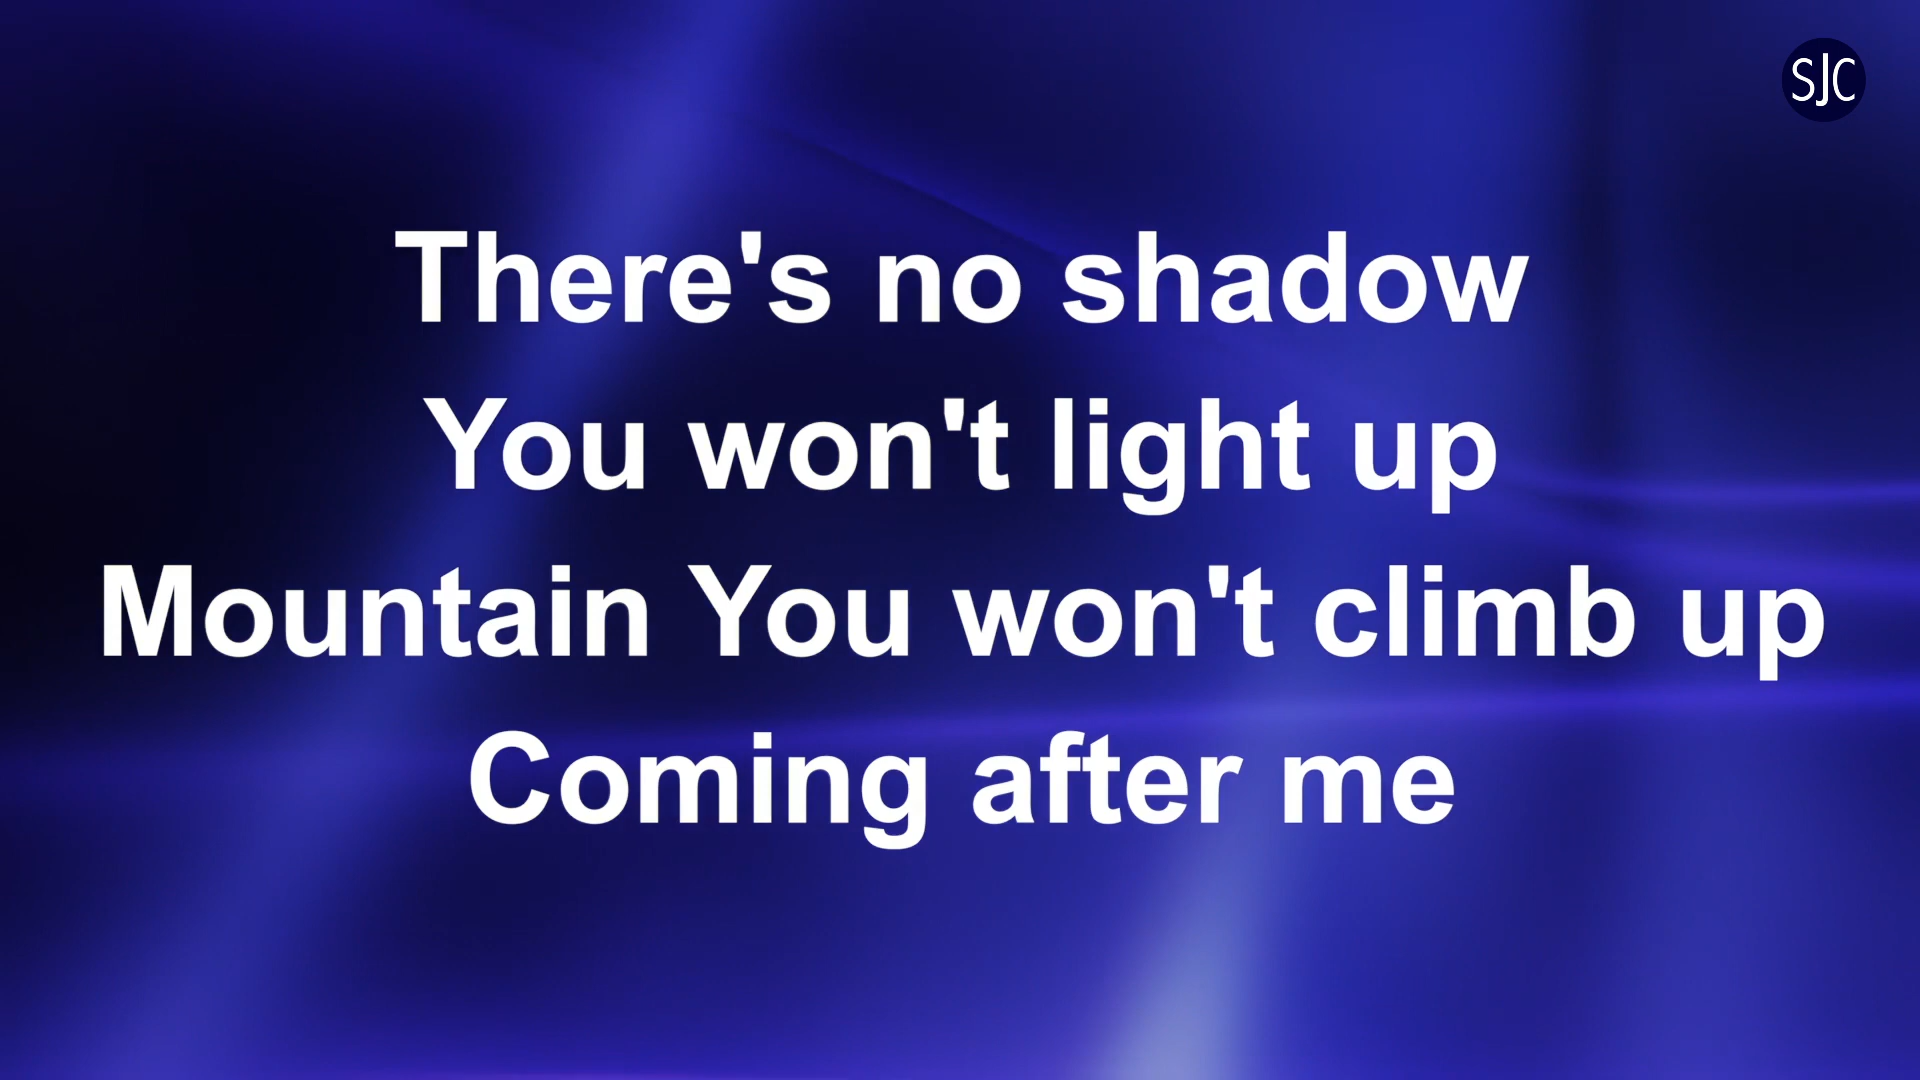 SJC
There's no shadow
You won't light up
Mountain You won't climb up
Coming after me